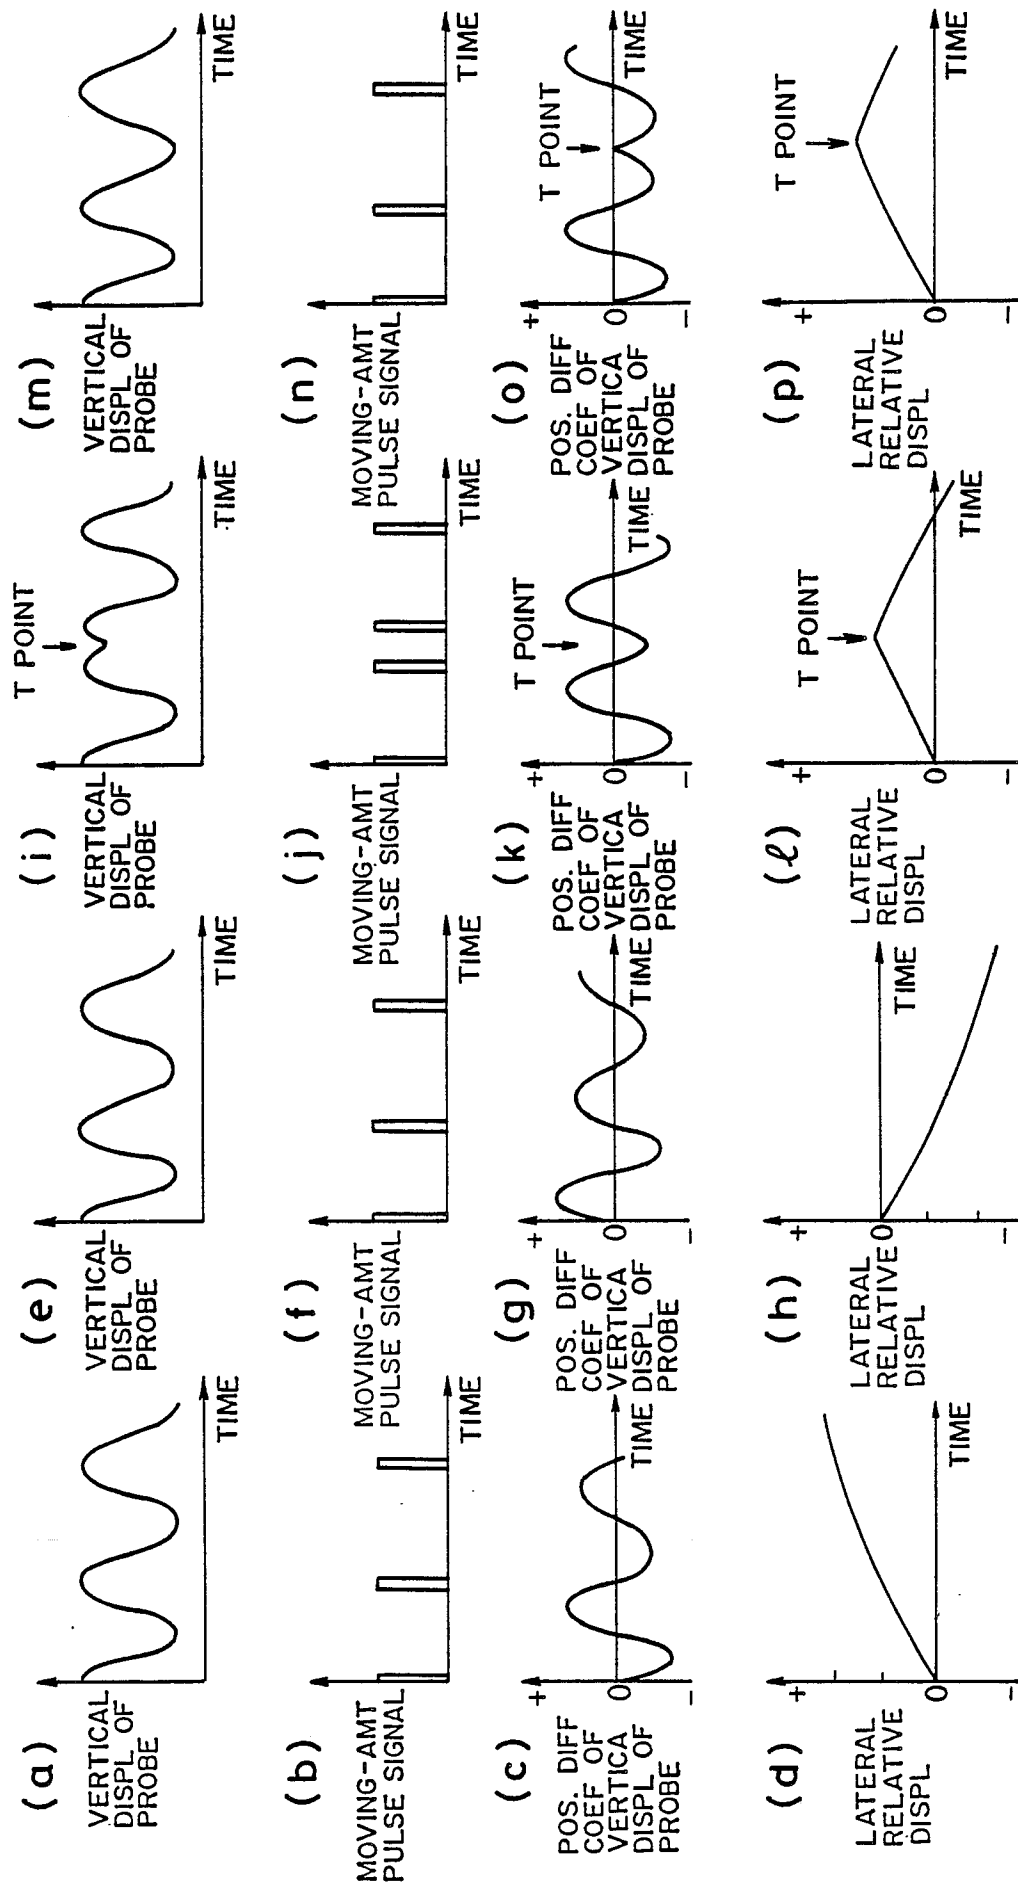 (a)
VERTICAL
DISPL OF
PROBE
TIME
(b)
MOVING-AMT
PULSE SIGNAL
TIME
(c)
POS. DIFF
COEF OF
VERTICA
DISPL OF
PROBE
+
0
−
TIME
(d)
LATERAL
RELATIVE
DISPL
+
0
−
TIME
(e)
VERTICAL
DISPL OF
PROBE
TIME
(f)
MOVING-AMT
PULSE SIGNAL
TIME
(g)
POS. DIFF
COEF OF
VERTICA
DISPL OF
PROBE
+
0
−
TIME
(h)
LATERAL
RELATIVE
DISPL
+
0
−
TIME
(i)
VERTICAL
DISPL OF
PROBE
T POINT
TIME
(j)
MOVING-AMT
PULSE SIGNAL
TIME
(k)
POS. DIFF
COEF OF
VERTICA
DISPL OF
PROBE
+
0
−
T POINT
TIME
(ℓ)
LATERAL
RELATIVE
DISPL
+
0
−
T POINT
TIME
(m)
VERTICAL
DISPL OF
PROBE
TIME
(n)
MOVING-AMT
PULSE SIGNAL
TIME
(o)
POS. DIFF
COEF OF
VERTICA
DISPL OF
PROBE
+
0
−
T POINT
TIME
(p)
LATERAL
RELATIVE
DISPL
+
0
−
T POINT
TIME